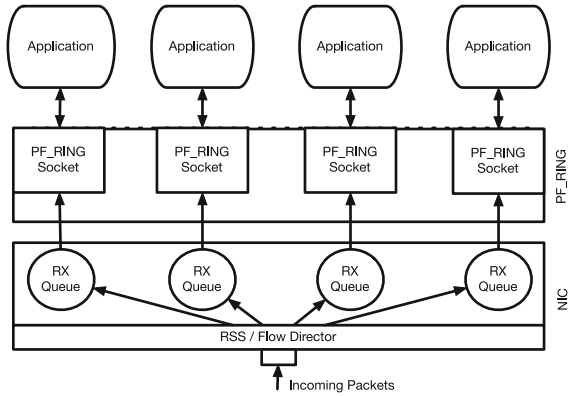 Application
Application
Application
Application
PF_RING
Socket
PF_RING
Socket
PF_RING
Socket
PF_RING
Socket
PF_RING
RX
Queue
RX
Queue
RX
Queue
RX
Queue
NIC
RSS / Flow Director
Incoming Packets